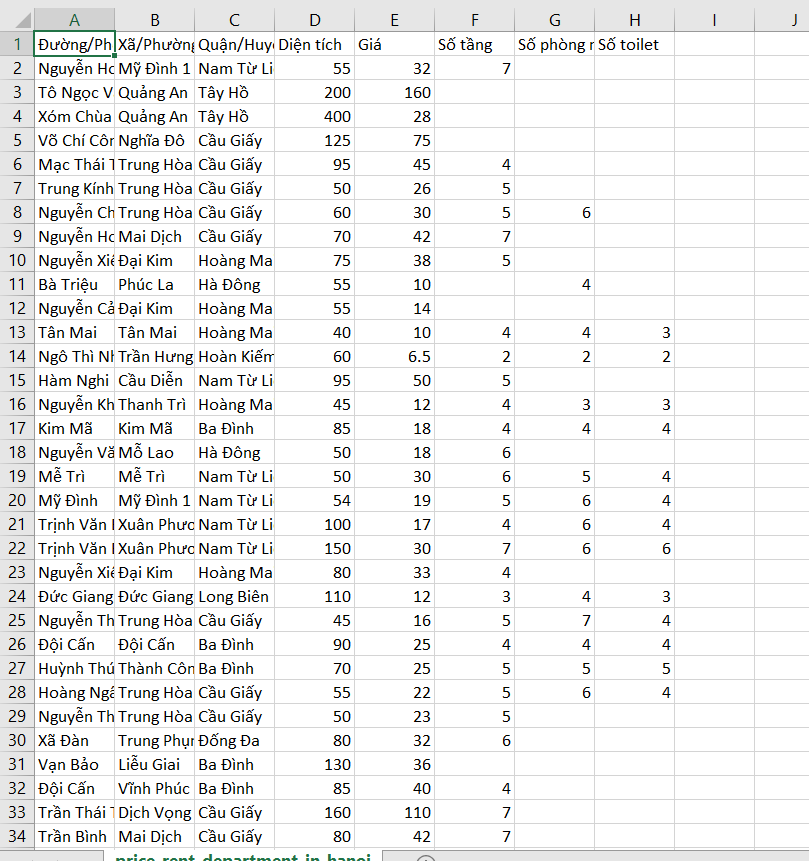 A B C D E F G H I J
1 Đường/Ph Xã/Phường Quận/Huyệ Diện tích Giá Số tầng Số phòng n Số toilet
2 Nguyễn Ho Mỹ Đình 1 Nam Từ Li 55 32 7
3 Tô Ngọc V Quảng An Tây Hồ 200 160
4 Xóm Chùa Quảng An Tây Hồ 400 28
5 Võ Chí Côn Nghĩa Đô Cầu Giấy 125 75
6 Mạc Thái T Trung Hòa Cầu Giấy 95 45 4
7 Trung Kính Trung Hòa Cầu Giấy 50 26 5
8 Nguyễn Ch Trung Hòa Cầu Giấy 60 30 5 6
9 Nguyễn Ho Mai Dịch Cầu Giấy 70 42 7
10 Nguyễn Xiể Đại Kim Hoàng Ma 75 38 5
11 Bà Triệu Phúc La Hà Đông 55 10 4
12 Nguyễn Cả Đại Kim Hoàng Ma 55 14
13 Tân Mai Tân Mai Hoàng Ma 40 10 4 4 3
14 Ngô Thì Nh Trần Hưng Hoàn Kiếm 60 6.5 2 2 2
15 Hàm Nghi Cầu Diễn Nam Từ Li 95 50 5
16 Nguyễn Kh Thanh Trì Hoàng Ma 45 12 4 3 3
17 Kim Mã Kim Mã Ba Đình 85 18 4 4 4
18 Nguyễn Vă Mỗ Lao Hà Đông 50 18 6
19 Mễ Trì Mễ Trì Nam Từ Li 50 30 6 5 4
20 Mỹ Đình Mỹ Đình 1 Nam Từ Li 54 19 5 6 4
21 Trịnh Văn Xuân Phươ Nam Từ Li 100 17 4 6 4
22 Trịnh Văn Xuân Phươ Nam Từ Li 150 30 7 6 6
23 Nguyễn Xiể Đại Kim Hoàng Ma 80 33 4
24 Đức Giang Đức Giang Long Biên 110 12 3 4 3
25 Nguyễn Th Trung Hòa Cầu Giấy 45 16 5 7 4
26 Đội Cấn Đội Cấn Ba Đình 90 25 4 4 4
27 Huỳnh Thú Thành Côn Ba Đình 70 25 5 5 5
28 Hoàng Ngâ Trung Hòa Cầu Giấy 55 22 5 6 4
29 Nguyễn Th Trung Hòa Cầu Giấy 50 23 5
30 Xã Đàn Trung Phụn Đống Đa 80 32 6
31 Vạn Bảo Liễu Giai Ba Đình 130 36
32 Đội Cấn Vĩnh Phúc Ba Đình 85 40 4
33 Trần Thái T Dịch Vọng Cầu Giấy 160 110 7
34 Trần Bình Mai Dịch Cầu Giấy 80 42 7
price_rent_department_in_hanoi